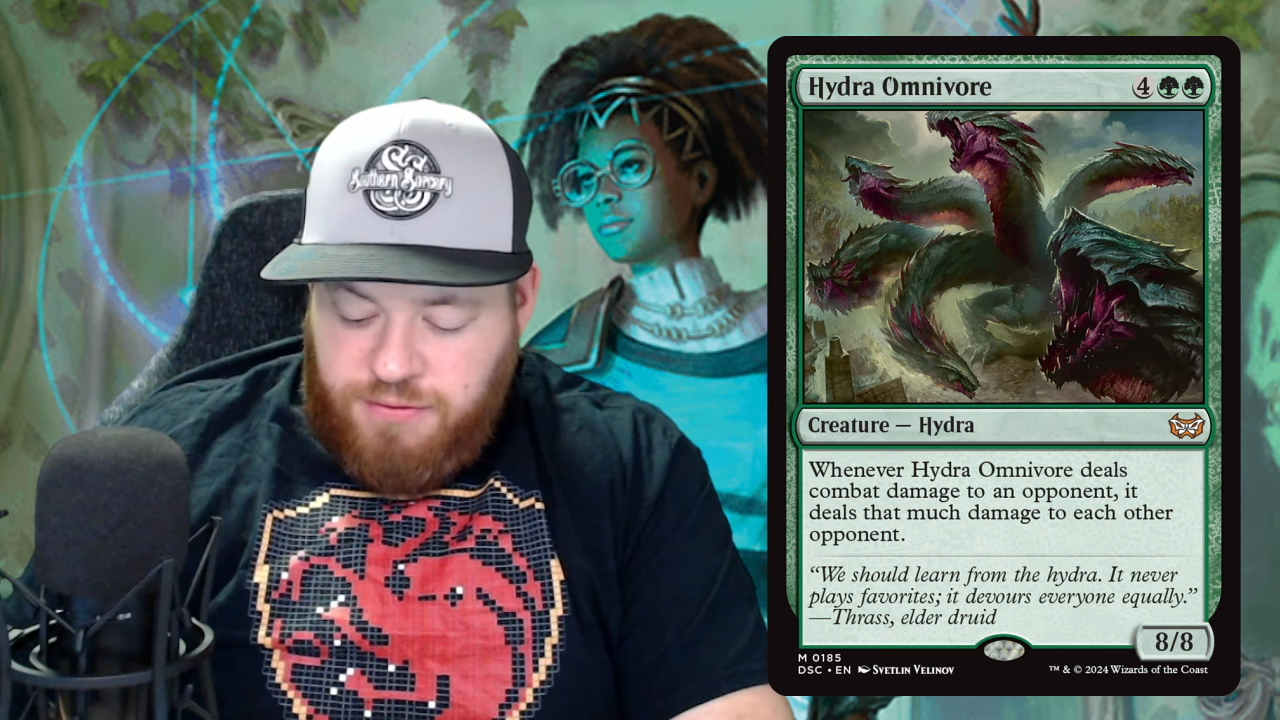 Southern Sorcery
Hydra Omnivore 4
Creature — Hydra
Whenever Hydra Omnivore deals
combat damage to an opponent, it
deals that much damage to each other
opponent.
“We should learn from the hydra. It never
plays favorites; it devours everyone equally.”
—Thrass, elder druid
8/8
M 0185
DSC • EN SVETLIN VELINOV
™ & © 2024 Wizards of the Coast